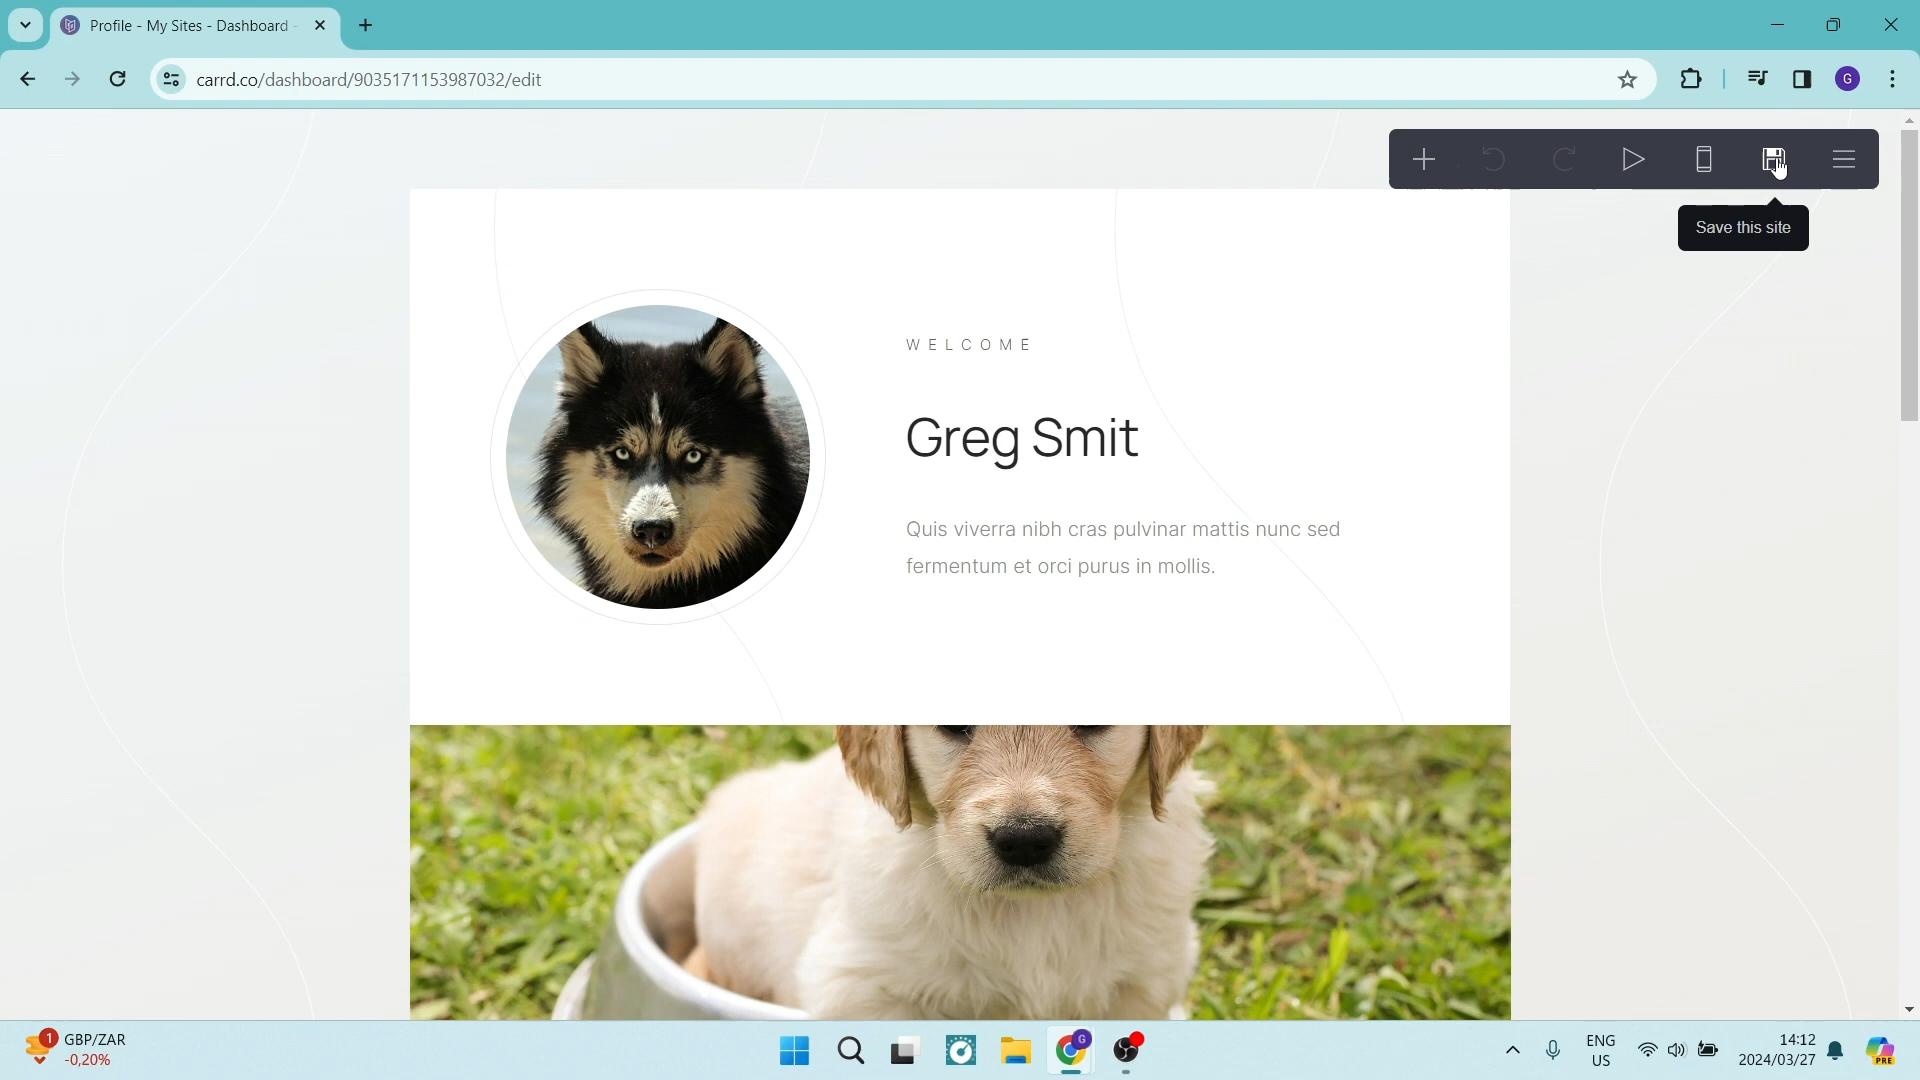 Profile - My Sites - Dashboard -
carrd.co/dashboard/9035171153987032/edit
G
Save this site
WELCOME
Greg Smit
Quis viverra nibh cras pulvinar mattis nunc sed
fermentum et orci purus in mollis.
1
GBP/ZAR
-0,20%
G
ENG
US
14:12
2024/03/27
PRE